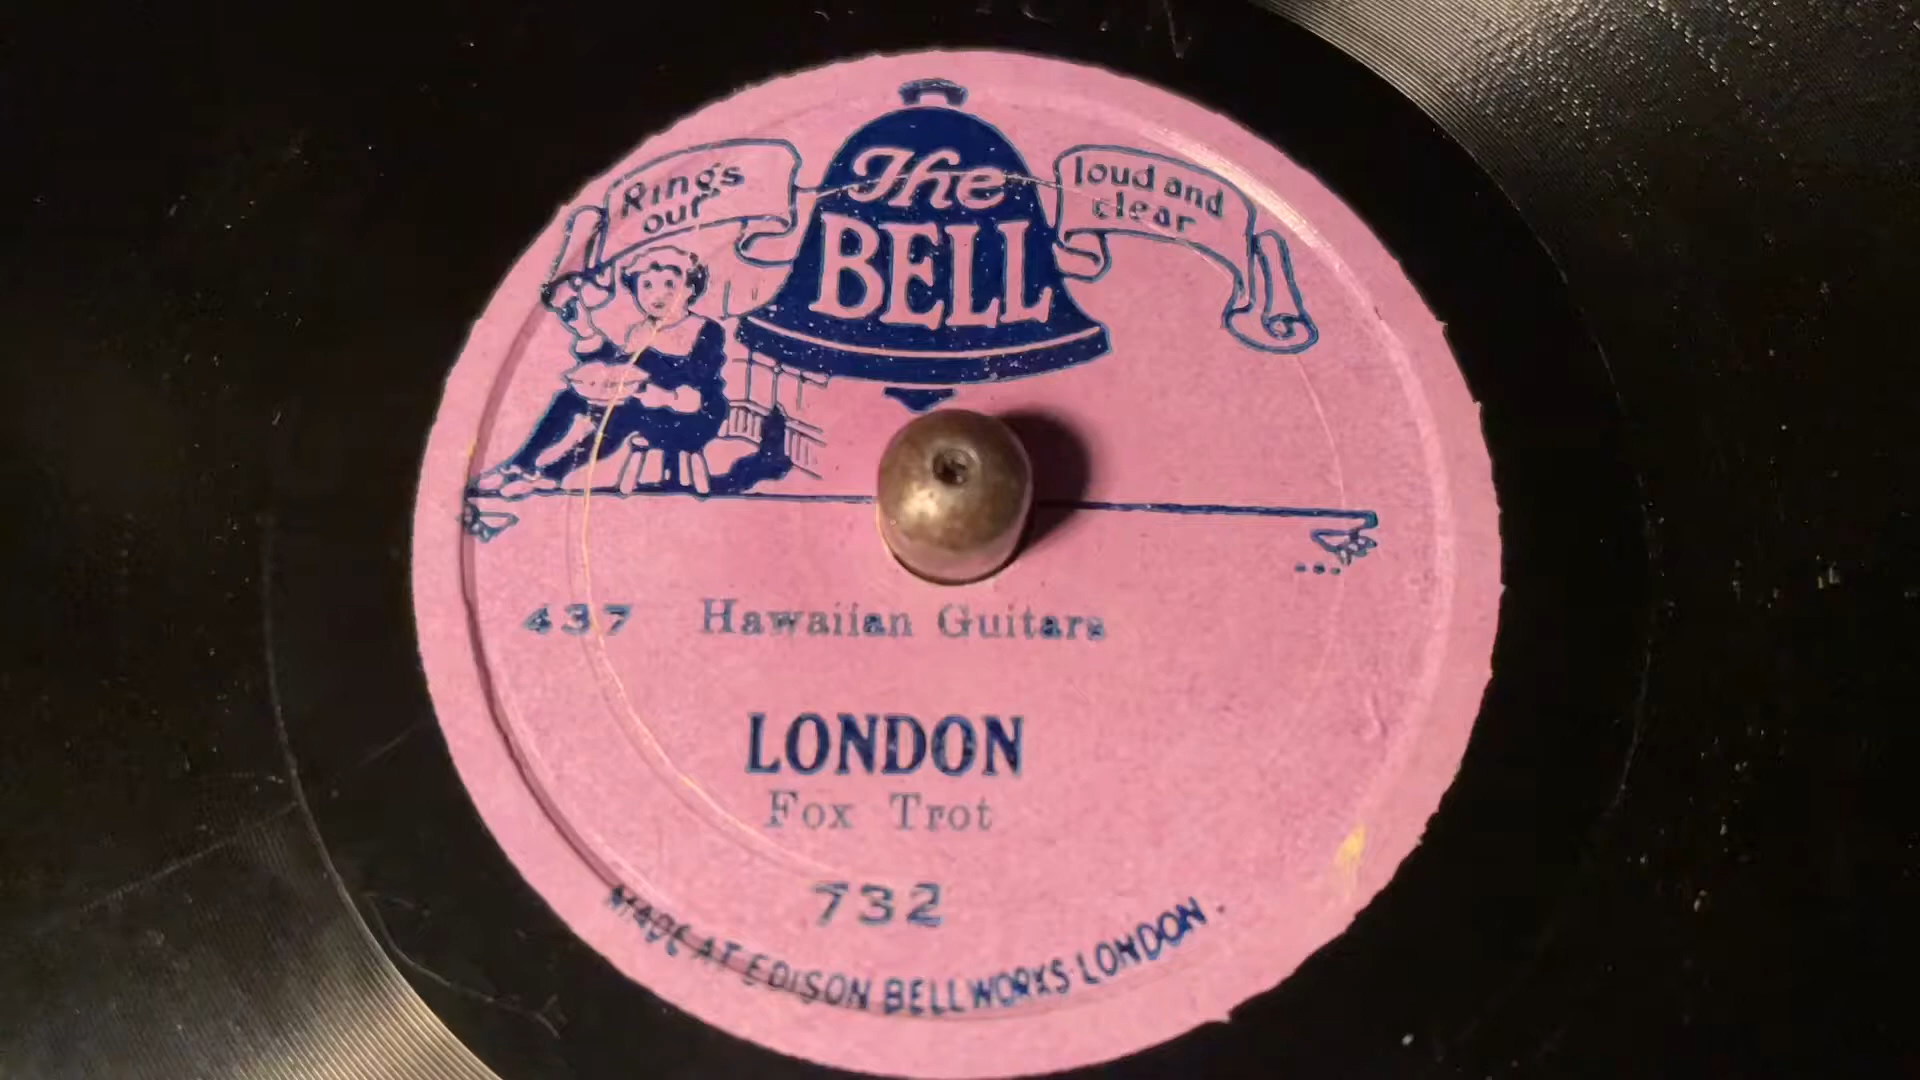 Rings
out
The
BELL
loud and
clear
437 Hawaiian Guitars
LONDON
Fox Trot
732
MADE AT EDISON BELL WORKS LONDON.